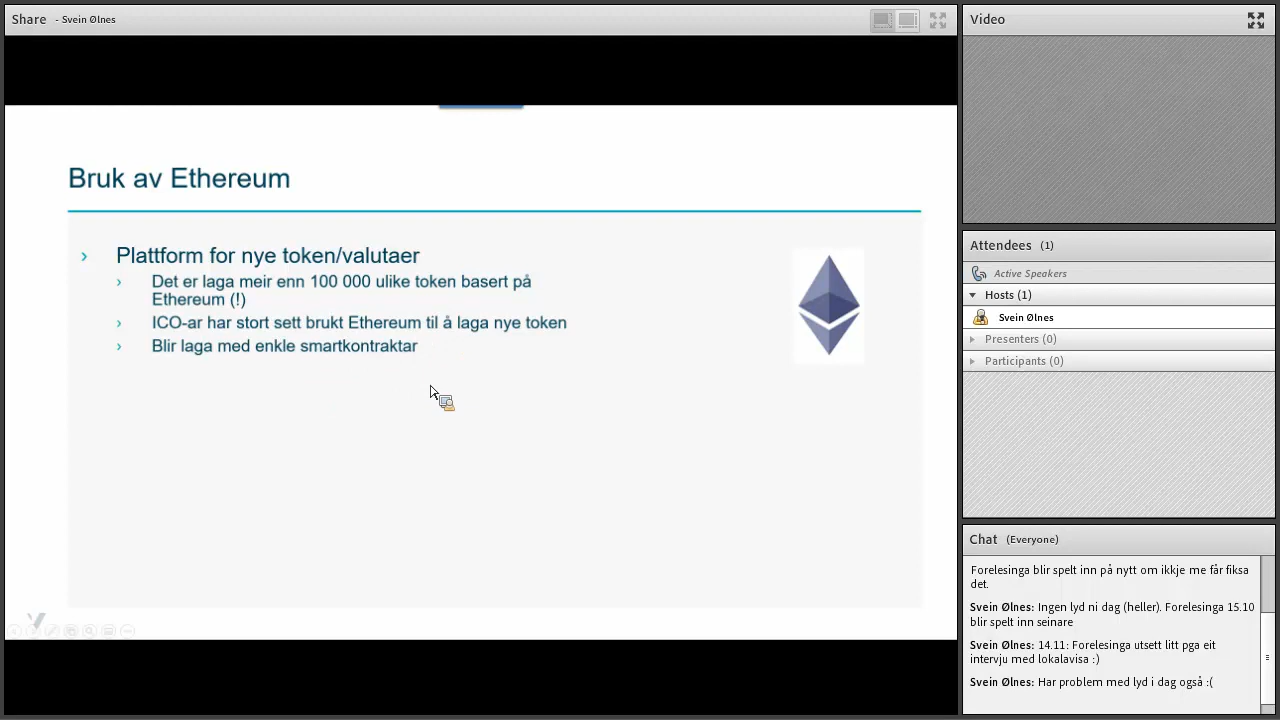 Share - Svein Ølnes
Bruk av Ethereum
› Plattform for nye token/valutaer
› Det er laga meir enn 100 000 ulike token basert på
Ethereum (!)
› ICO-ar har stort sett brukt Ethereum til å laga nye token
› Blir laga med enkle smartkontraktar
Video
Attendees (1)
Active Speakers
Hosts (1)
Svein Ølnes
Presenters (0)
Participants (0)
Chat (Everyone)
Forelesinga blir spelt inn på nytt om ikkje me får fiksa
det.
Svein Ølnes: Ingen lyd ni dag (heller). Forelesinga 15.10
blir spelt inn seinare
Svein Ølnes: 14.11: Forelesinga utsett litt pga eit
intervju med lokalavisa :)
Svein Ølnes: Har problem med lyd i dag også :(